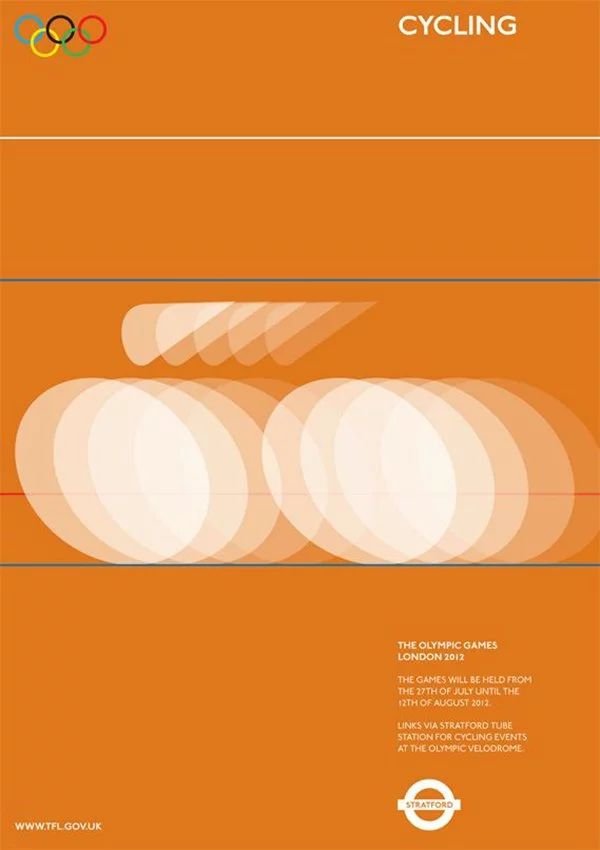 CYCLING
THE OLYMPIC GAMES
LONDON 2012
THE GAMES WILL BE HELD FROM
THE 27TH OF JULY UNTIL THE
12TH OF AUGUST 2012.
LINKS VIA STRATFORD TUBE
STATION FOR CYCLING EVENTS
AT THE OLYMPIC VELODROME.
STRATFORD
WWW.TFL.GOV.UK